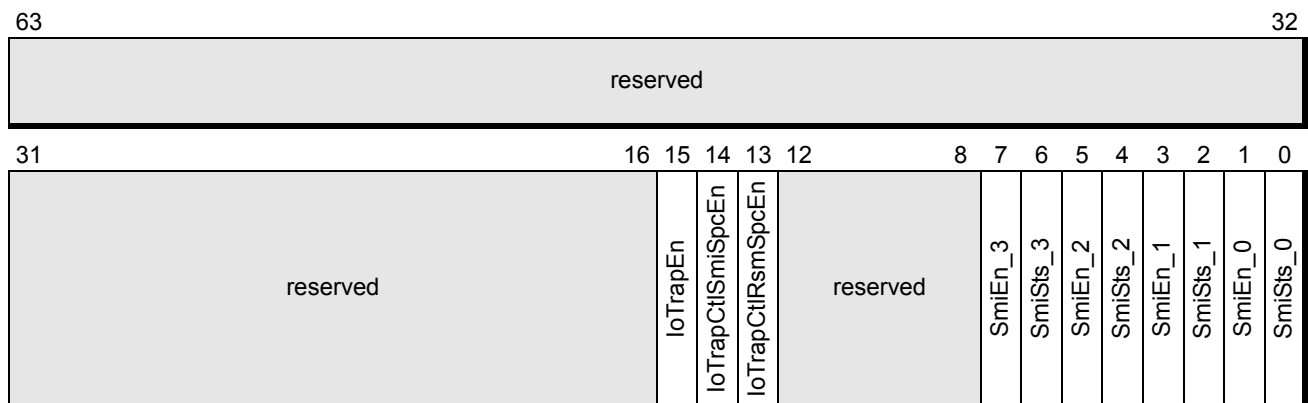 63 32
reserved
31 16 15 14 13 12 8 7 6 5 4 3 2 1 0
reserved
IoTrapEn
IoTrapCtlSmiSpcEn
IoTrapCtlRsmSpcEn
reserved
SmiEn_3
SmiSts_3
SmiEn_2
SmiSts_2
SmiEn_1
SmiSts_1
SmiEn_0
SmiSts_0